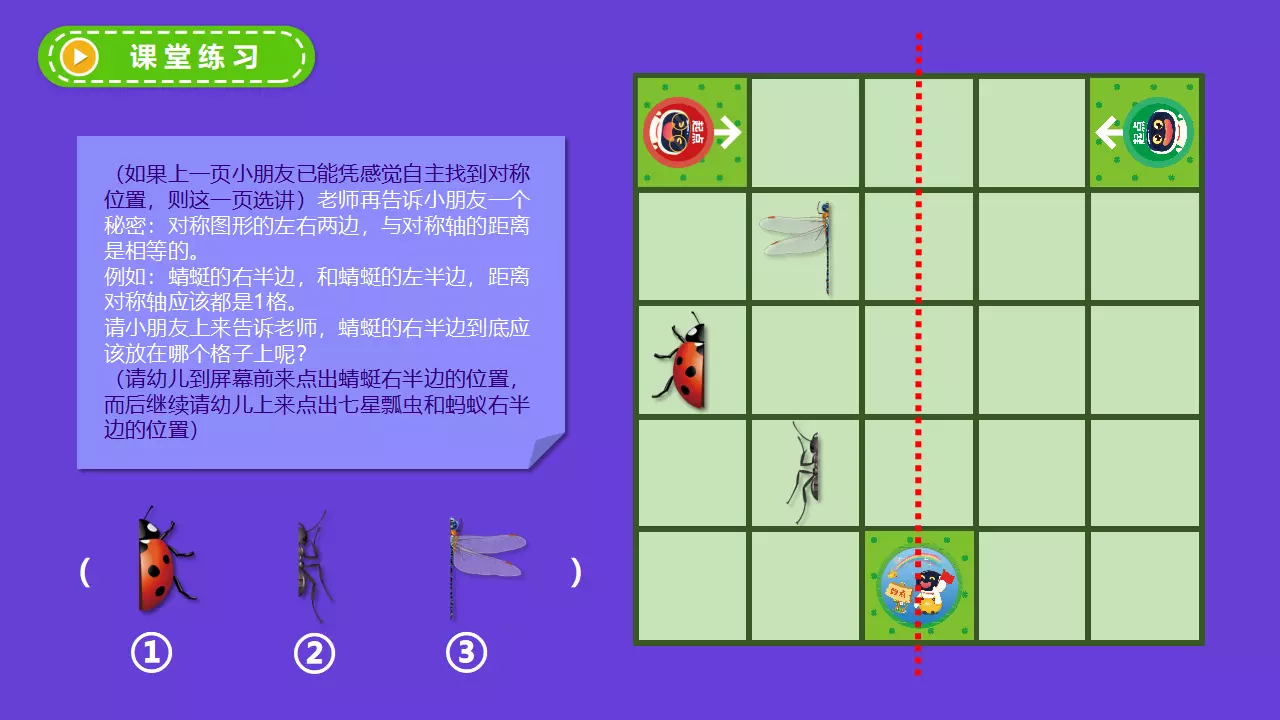 课堂练习
（如果上一页小朋友已能凭感觉自主找到对称
位置，则这一页选讲）老师再告诉小朋友一个
秘密：对称图形的左右两边，与对称轴的距离
是相等的。
例如：蜻蜓的右半边，和蜻蜓的左半边，距离
对称轴应该都是1格。
请小朋友上来告诉老师，蜻蜓的右半边到底应
该放在哪个格子上呢？
（请幼儿到屏幕前来点出蜻蜓右半边的位置，
而后继续请幼儿上来点出七星瓢虫和蚂蚁右半
边的位置）
起点
起点
终点
(
)
①
②
③